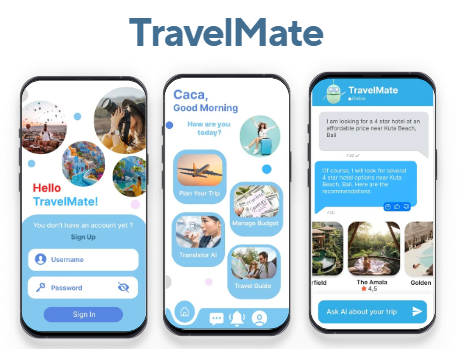 TravelMate
Hello
TravelMate!
You don't have an account yet ?
Sign Up
Username
Password
Sign In
Caca,
Good Morning
How are you
today?
Plan Your Trip
Manage Budget
Translator AI
Travel Guide
TravelMate
Online
I am looking for a 4 star hotel at an
affordable price near Kuta Beach,
Bali
Of course, I will look for several
4 star hotel options near Kuta
Beach, Bali. Here are the
recommendations.
rfield
The Amala
4,5
Golden
Ask AI about your trip